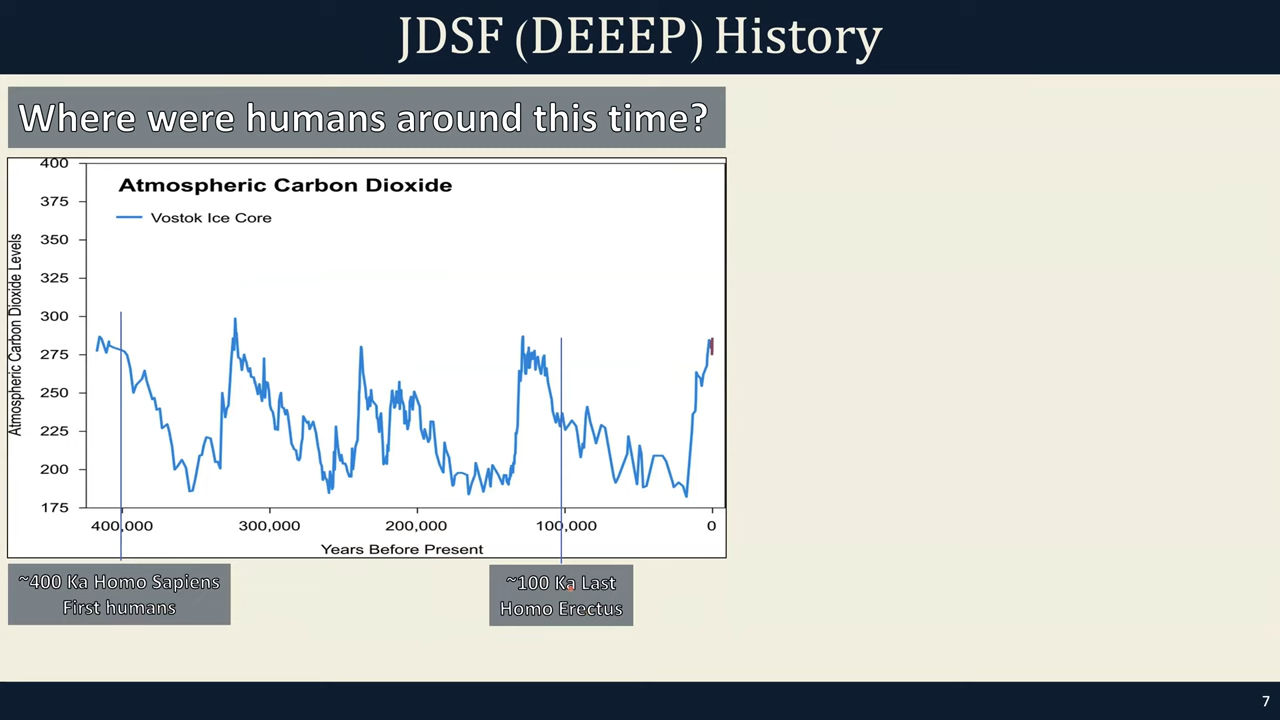 JDSF (DEEEP) History
Where were humans around this time?
Atmospheric Carbon Dioxide
Vostok Ice Core
Atmospheric Carbon Dioxide Levels
400
375
350
325
300
275
250
225
200
175
400,000 300,000 200,000 100,000 0
Years Before Present
~400 Ka Homo Sapiens
First humans
~100 Ka Last
Homo Erectus
7